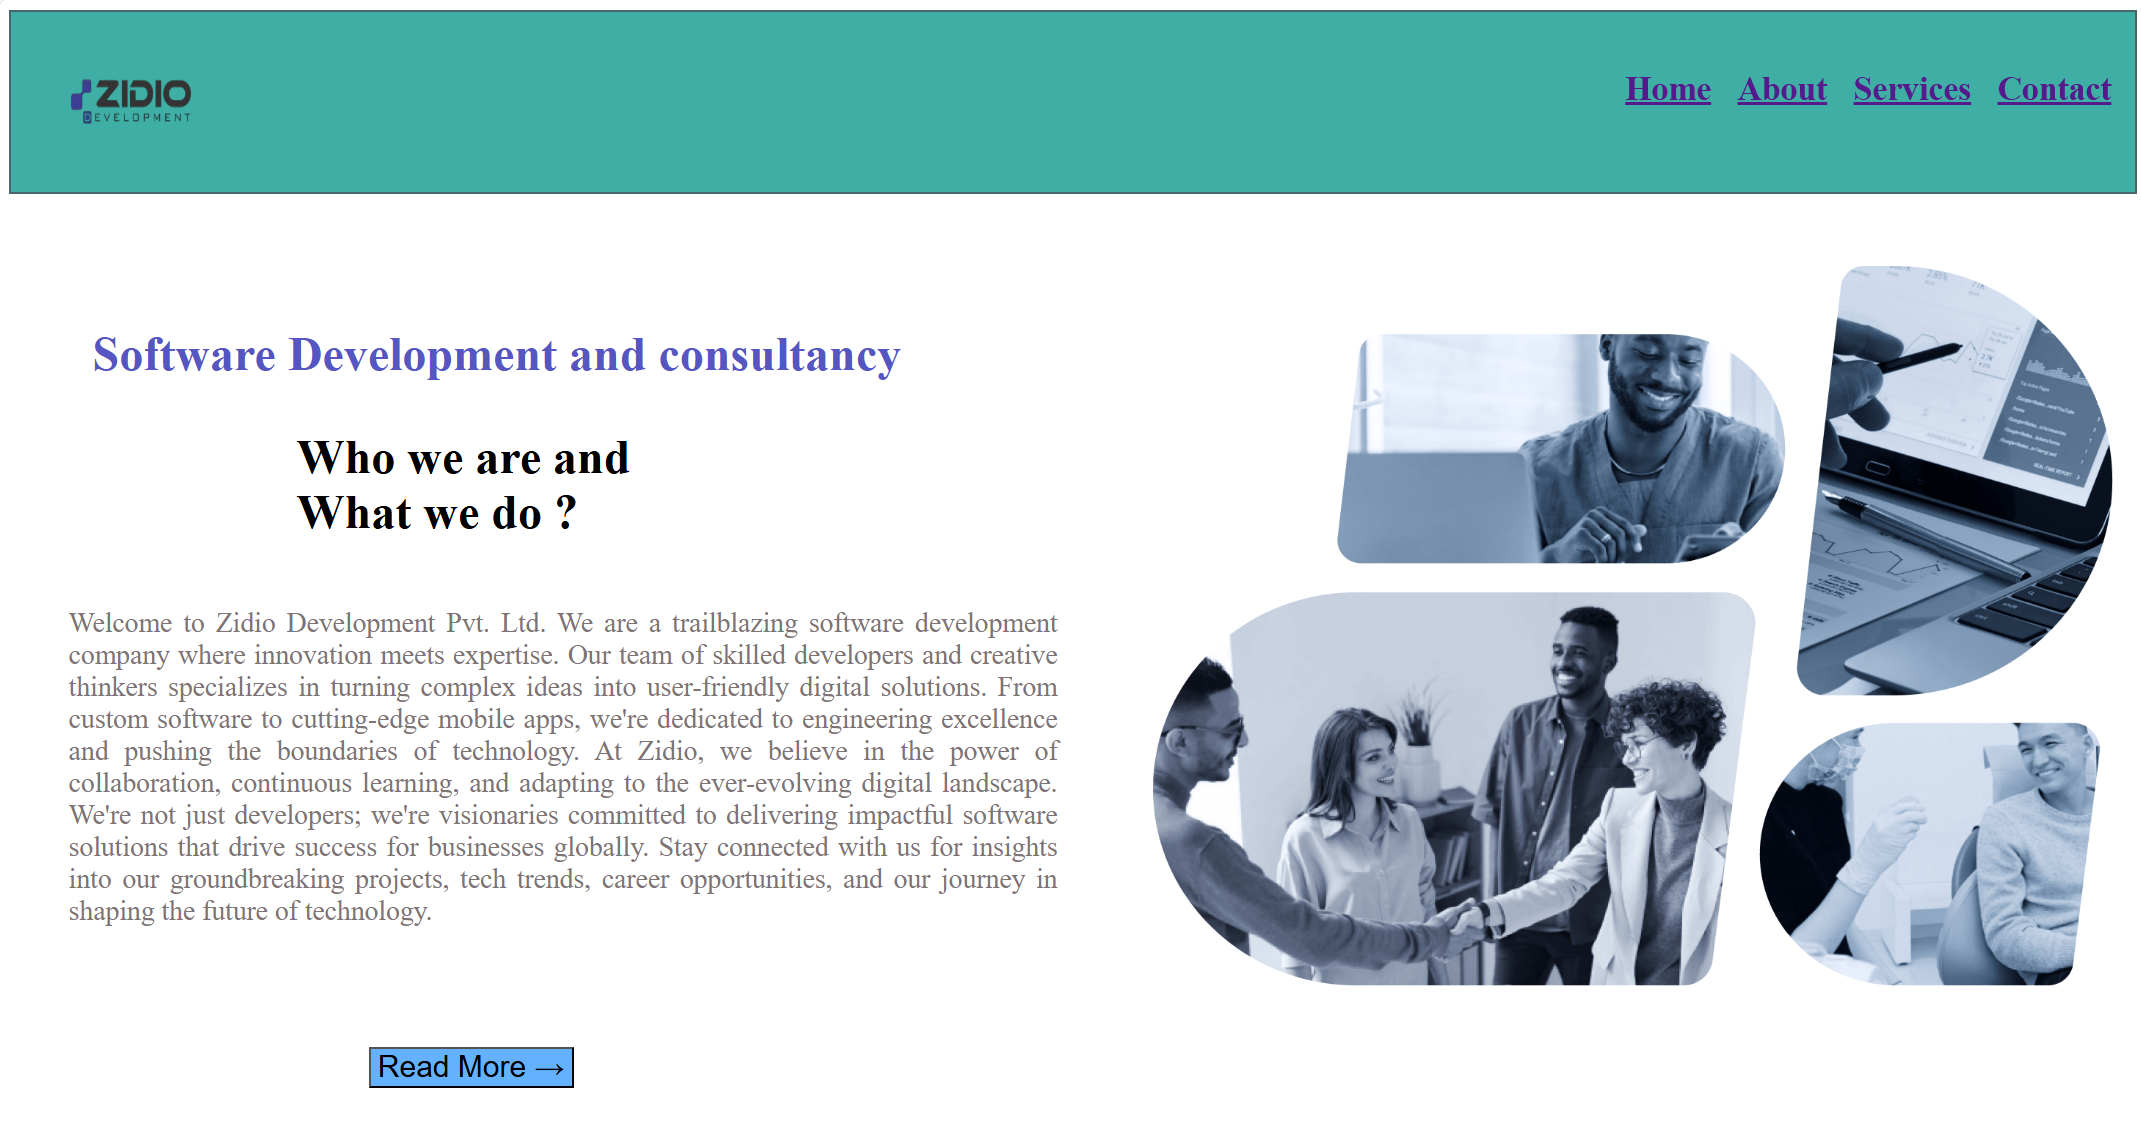 ZIDIO
DEVELOPMENT
Home About Services Contact
Software Development and consultancy
Who we are and
What we do ?
Welcome to Zidio Development Pvt. Ltd. We are a trailblazing software development
company where innovation meets expertise. Our team of skilled developers and creative
thinkers specializes in turning complex ideas into user-friendly digital solutions. From
custom software to cutting-edge mobile apps, we're dedicated to engineering excellence
and pushing the boundaries of technology. At Zidio, we believe in the power of
collaboration, continuous learning, and adapting to the ever-evolving digital landscape.
We're not just developers; we're visionaries committed to delivering impactful software
solutions that drive success for businesses globally. Stay connected with us for insights
into our groundbreaking projects, tech trends, career opportunities, and our journey in
shaping the future of technology.
Read More →
2.85%
REAL-TIME REPORT